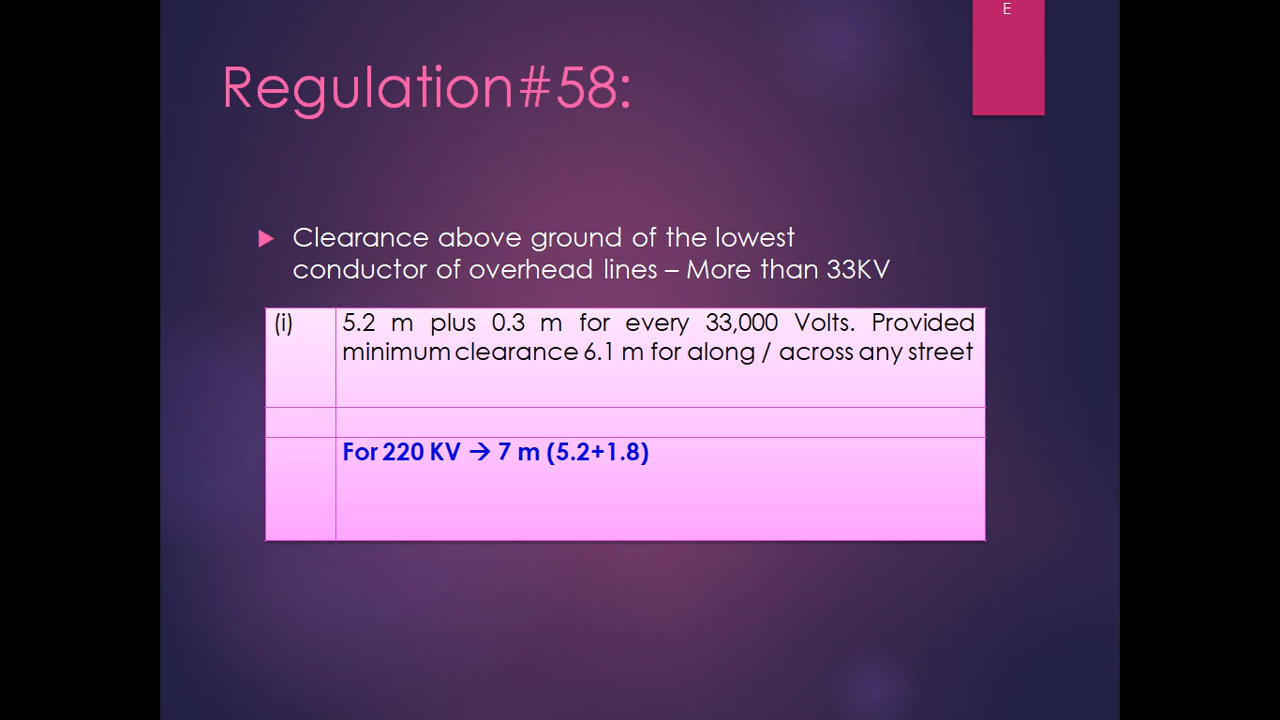 E
Regulation#58:
Clearance above ground of the lowest
conductor of overhead lines – More than 33KV
(i) 5.2 m plus 0.3 m for every 33,000 Volts. Provided
minimum clearance 6.1 m for along / across any street
For 220 KV → 7 m (5.2+1.8)